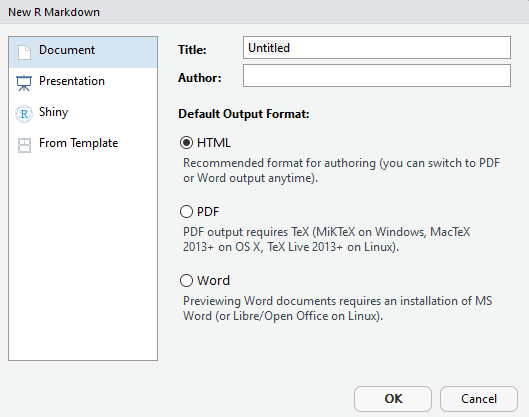 New R Markdown
Document
Presentation
Shiny
From Template
Title: Untitled
Author:
Default Output Format:
HTML
Recommended format for authoring (you can switch to PDF
or Word output anytime).
PDF
PDF output requires TeX (MiKTeX on Windows, MacTeX
2013+ on OS X, TeX Live 2013+ on Linux).
Word
Previewing Word documents requires an installation of MS
Word (or Libre/Open Office on Linux).
OK Cancel